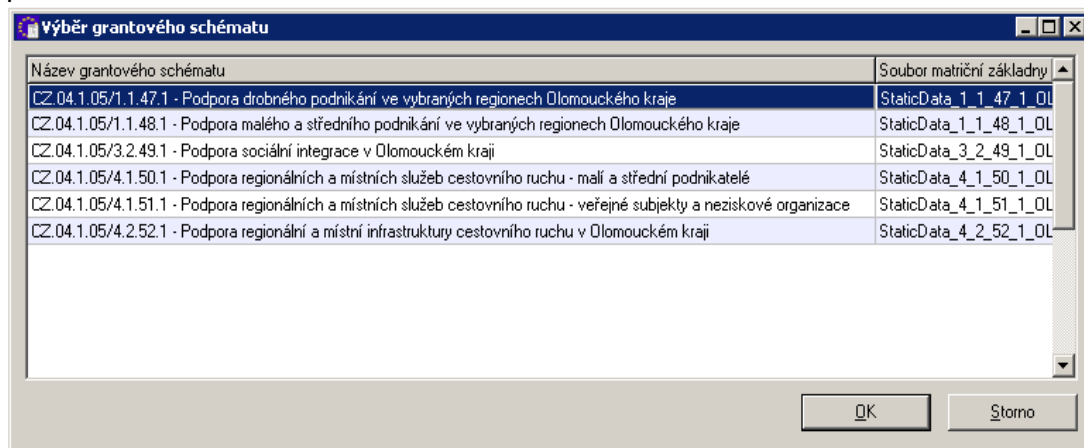 Výběr grantového schématu
Název grantového schématu Soubor matriční základny
CZ.04.1.05/1.1.47.1 - Podpora drobného podnikání ve vybraných regionech Olomouckého kraje StaticData_1_1_47_1_OL
CZ.04.1.05/1.1.48.1 - Podpora malého a středního podnikání ve vybraných regionech Olomouckého kraje StaticData_1_1_48_1_OL
CZ.04.1.05/3.2.49.1 - Podpora sociální integrace v Olomouckém kraji StaticData_3_2_49_1_OL
CZ.04.1.05/4.1.50.1 - Podpora regionálních a místních služeb cestovního ruchu - malí a střední podnikatelé StaticData_4_1_50_1_OL
CZ.04.1.05/4.1.51.1 - Podpora regionálních a místních služeb cestovního ruchu - veřejné subjekty a neziskové organizace StaticData_4_1_51_1_OL
CZ.04.1.05/4.2.52.1 - Podpora regionální a místní infrastruktury cestovního ruchu v Olomouckém kraji StaticData_4_2_52_1_OL
OK Storno